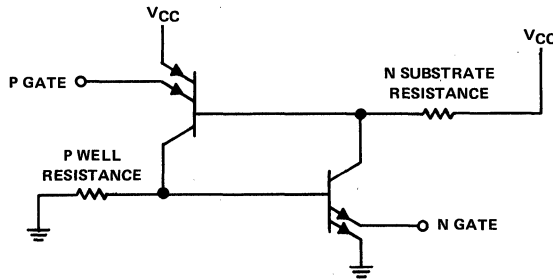 VCC
VCC
P GATE
N SUBSTRATE
RESISTANCE
P WELL
RESISTANCE
N GATE